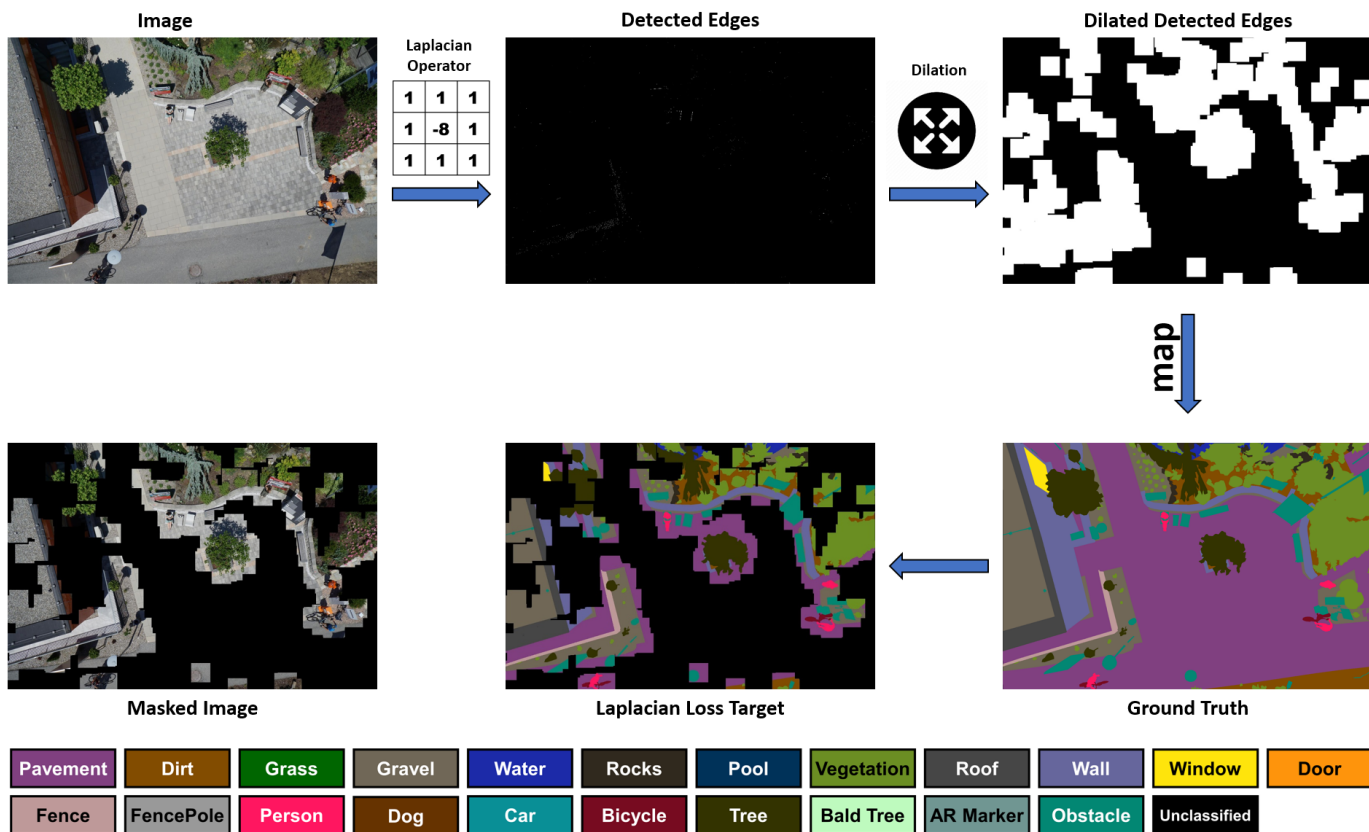 Image
Detected Edges
Dilated Detected Edges
Laplacian
Operator
1 1 1
1 -8 1
1 1 1
Dilation
map
Masked Image
Laplacian Loss Target
Ground Truth
Pavement Dirt Grass Gravel Water Rocks Pool Vegetation Roof Wall Window Door
Fence FencePole Person Dog Car Bicycle Tree Bald Tree AR Marker Obstacle Unclassified